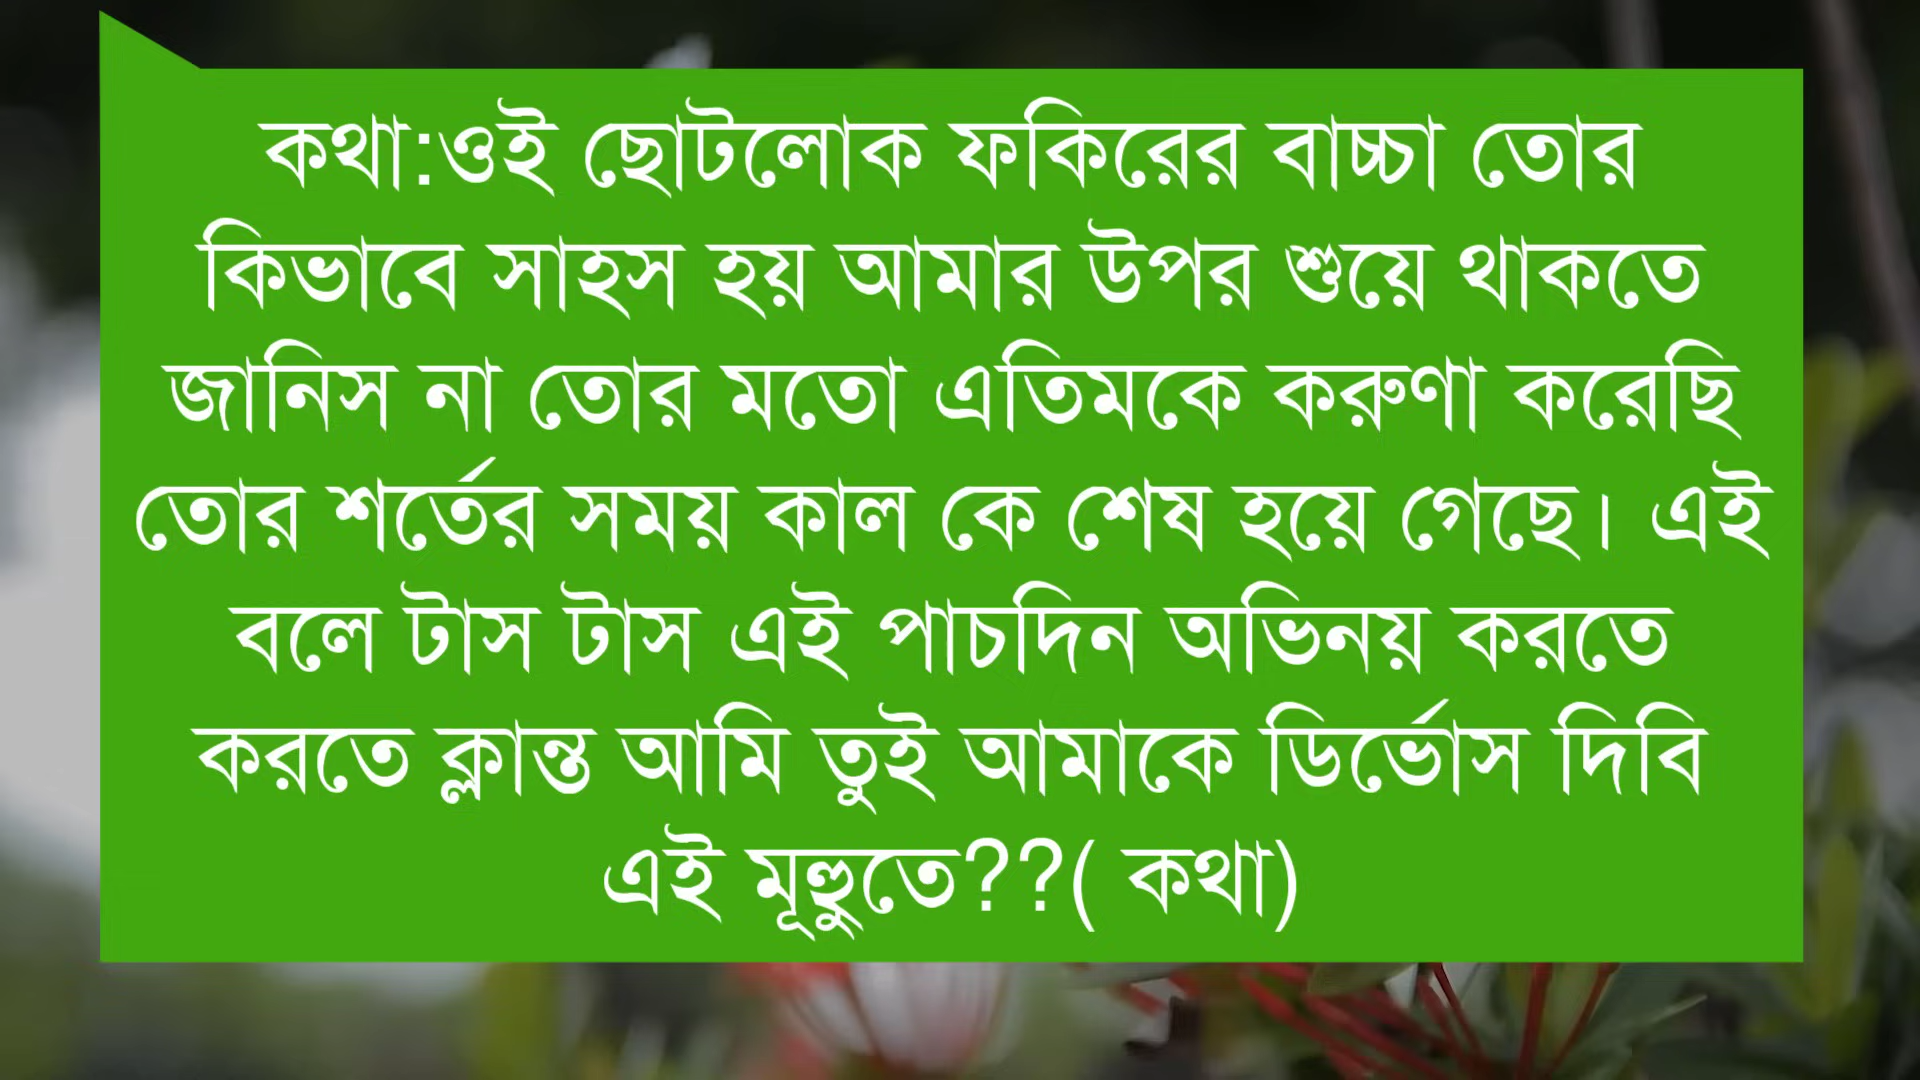 কথা:ওই ছোটলোক ফকিরের বাচ্চা তোর
কিভাবে সাহস হয় আমার উপর শুয়ে থাকতে
জানিস না তোর মতো এতিমকে করুণা করেছি
তোর শর্তের সময় কাল কে শেষ হয়ে গেছে। এই
বলে টাস টাস এই পাচদিন অভিনয় করতে
করতে ক্লান্ত আমি তুই আমাকে ডির্ভোস দিবি
এই মূহুতে??( কথা)